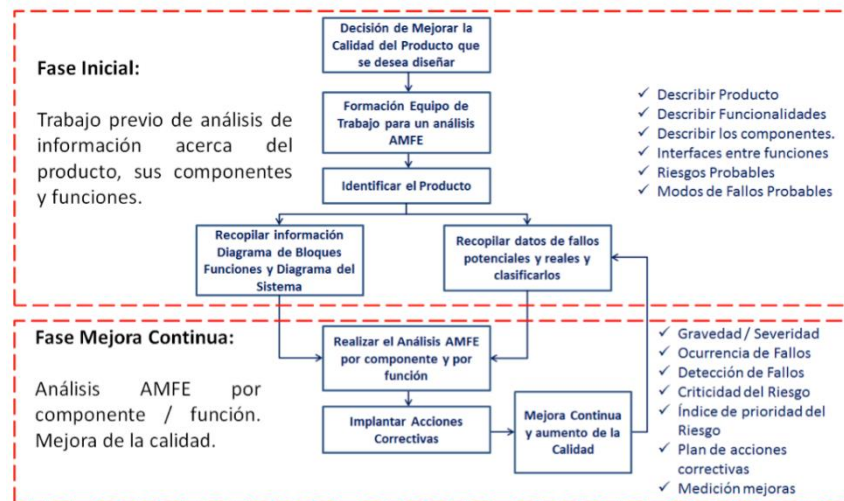 Decisión de Mejorar la
Calidad del Producto que
se desea diseñar
Fase Inicial:
Trabajo previo de análisis de
información acerca del
producto, sus componentes
y funciones.
Formación Equipo de
Trabajo para un análisis
AMFE
Identificar el Producto
✓ Describir Producto
✓ Describir Funcionalidades
✓ Describir los componentes.
✓ Interfaces entre funciones
✓ Riesgos Probables
✓ Modos de Fallos Probables
Recopilar información
Diagrama de Bloques
Funciones y Diagrama del
Sistema
Recopilar datos de fallos
potenciales y reales y
clasificarlos
Fase Mejora Continua:
Análisis AMFE por
componente / función.
Mejora de la calidad.
Realizar el Análisis AMFE
por componente y por
función
Implantar Acciones
Correctivas
Mejora Continua
y aumento de la
Calidad
✓ Gravedad / Severidad
✓ Ocurrencia de Fallos
✓ Detección de Fallos
✓ Criticidad del Riesgo
✓ Índice de prioridad del
Riesgo
✓ Plan de acciones
correctivas
✓ Medición mejoras